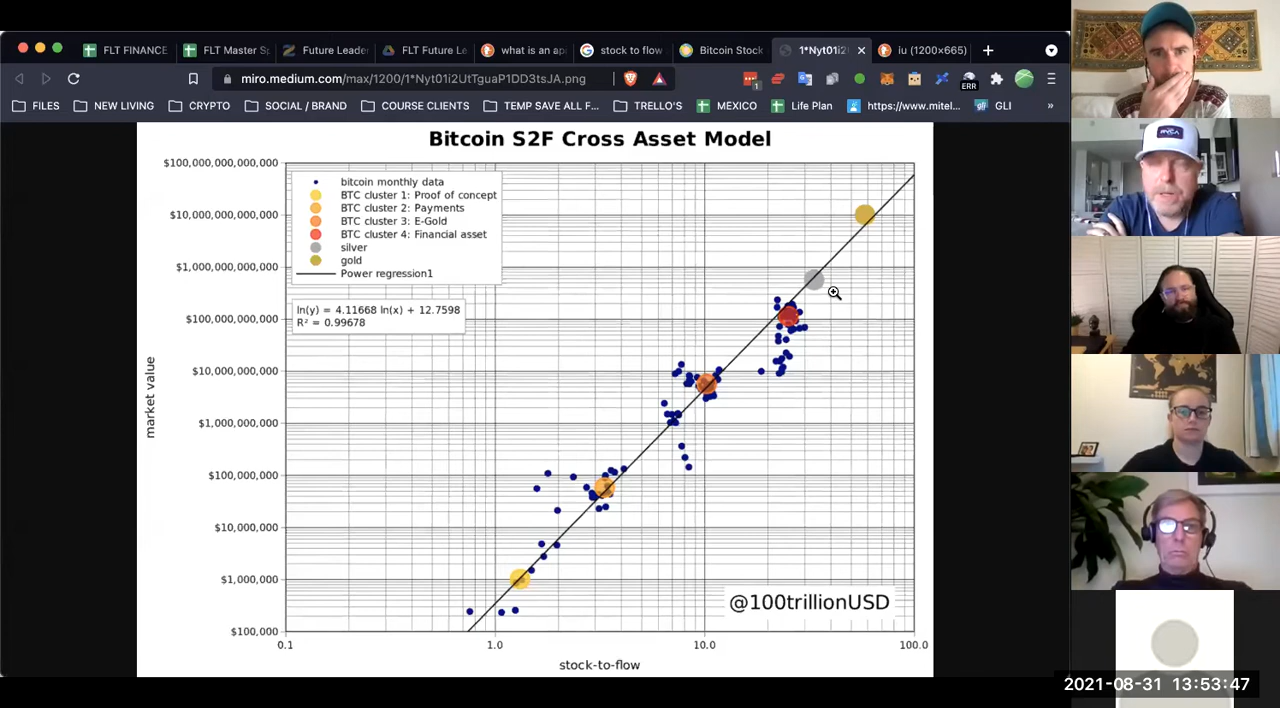 FLT FINANCE
FLT Master Sp
Future Leade
FLT Future Le
what is an ap
stock to flow
Bitcoin Stock
1*Nyt01i2l
iu (1200×665)
miro.medium.com/max/1200/1*Nyt01i2UtTguaP1DD3tsJA.png
1
ERR
FILES
NEW LIVING
CRYPTO
SOCIAL / BRAND
COURSE CLIENTS
TEMP SAVE ALL F...
TRELLO'S
MEXICO
Life Plan
https://www.mitel...
GLI
»
Bitcoin S2F Cross Asset Model
$100,000,000,000,000
$10,000,000,000,000
$1,000,000,000,000
$100,000,000,000
$10,000,000,000
$1,000,000,000
$100,000,000
$10,000,000
$1,000,000
$100,000
market value
bitcoin monthly data
BTC cluster 1: Proof of concept
BTC cluster 2: Payments
BTC cluster 3: E-Gold
BTC cluster 4: Financial asset
silver
gold
Power regression1
ln(y) = 4.11668 ln(x) + 12.7598
R² = 0.99678
@100trillionUSD
0.1
1.0
10.0
100.0
stock-to-flow
RVCA
2021-08-31 13:53:47